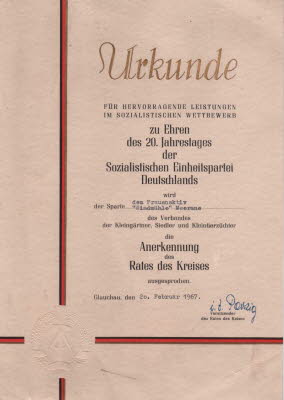 Urkunde
FÜR HERVORRAGENDE LEISTUNGEN
IM SOZIALISTISCHEN WETTBEWERB
zu Ehren
des 20. Jahrestages
der
Sozialistischen Einheitspartei
Deutschlands
wird
dem Frauenaktiv
der Sparte "Windmühle" Meerane
des Verbandes
der Kleingärtner, Siedler und Kleintierzüchter
die
Anerkennung
des
Rates des Kreises
ausgesprochen.
Glauchau, den 20. Februar 1967.
Vorsitzender
des Rates des Kreises